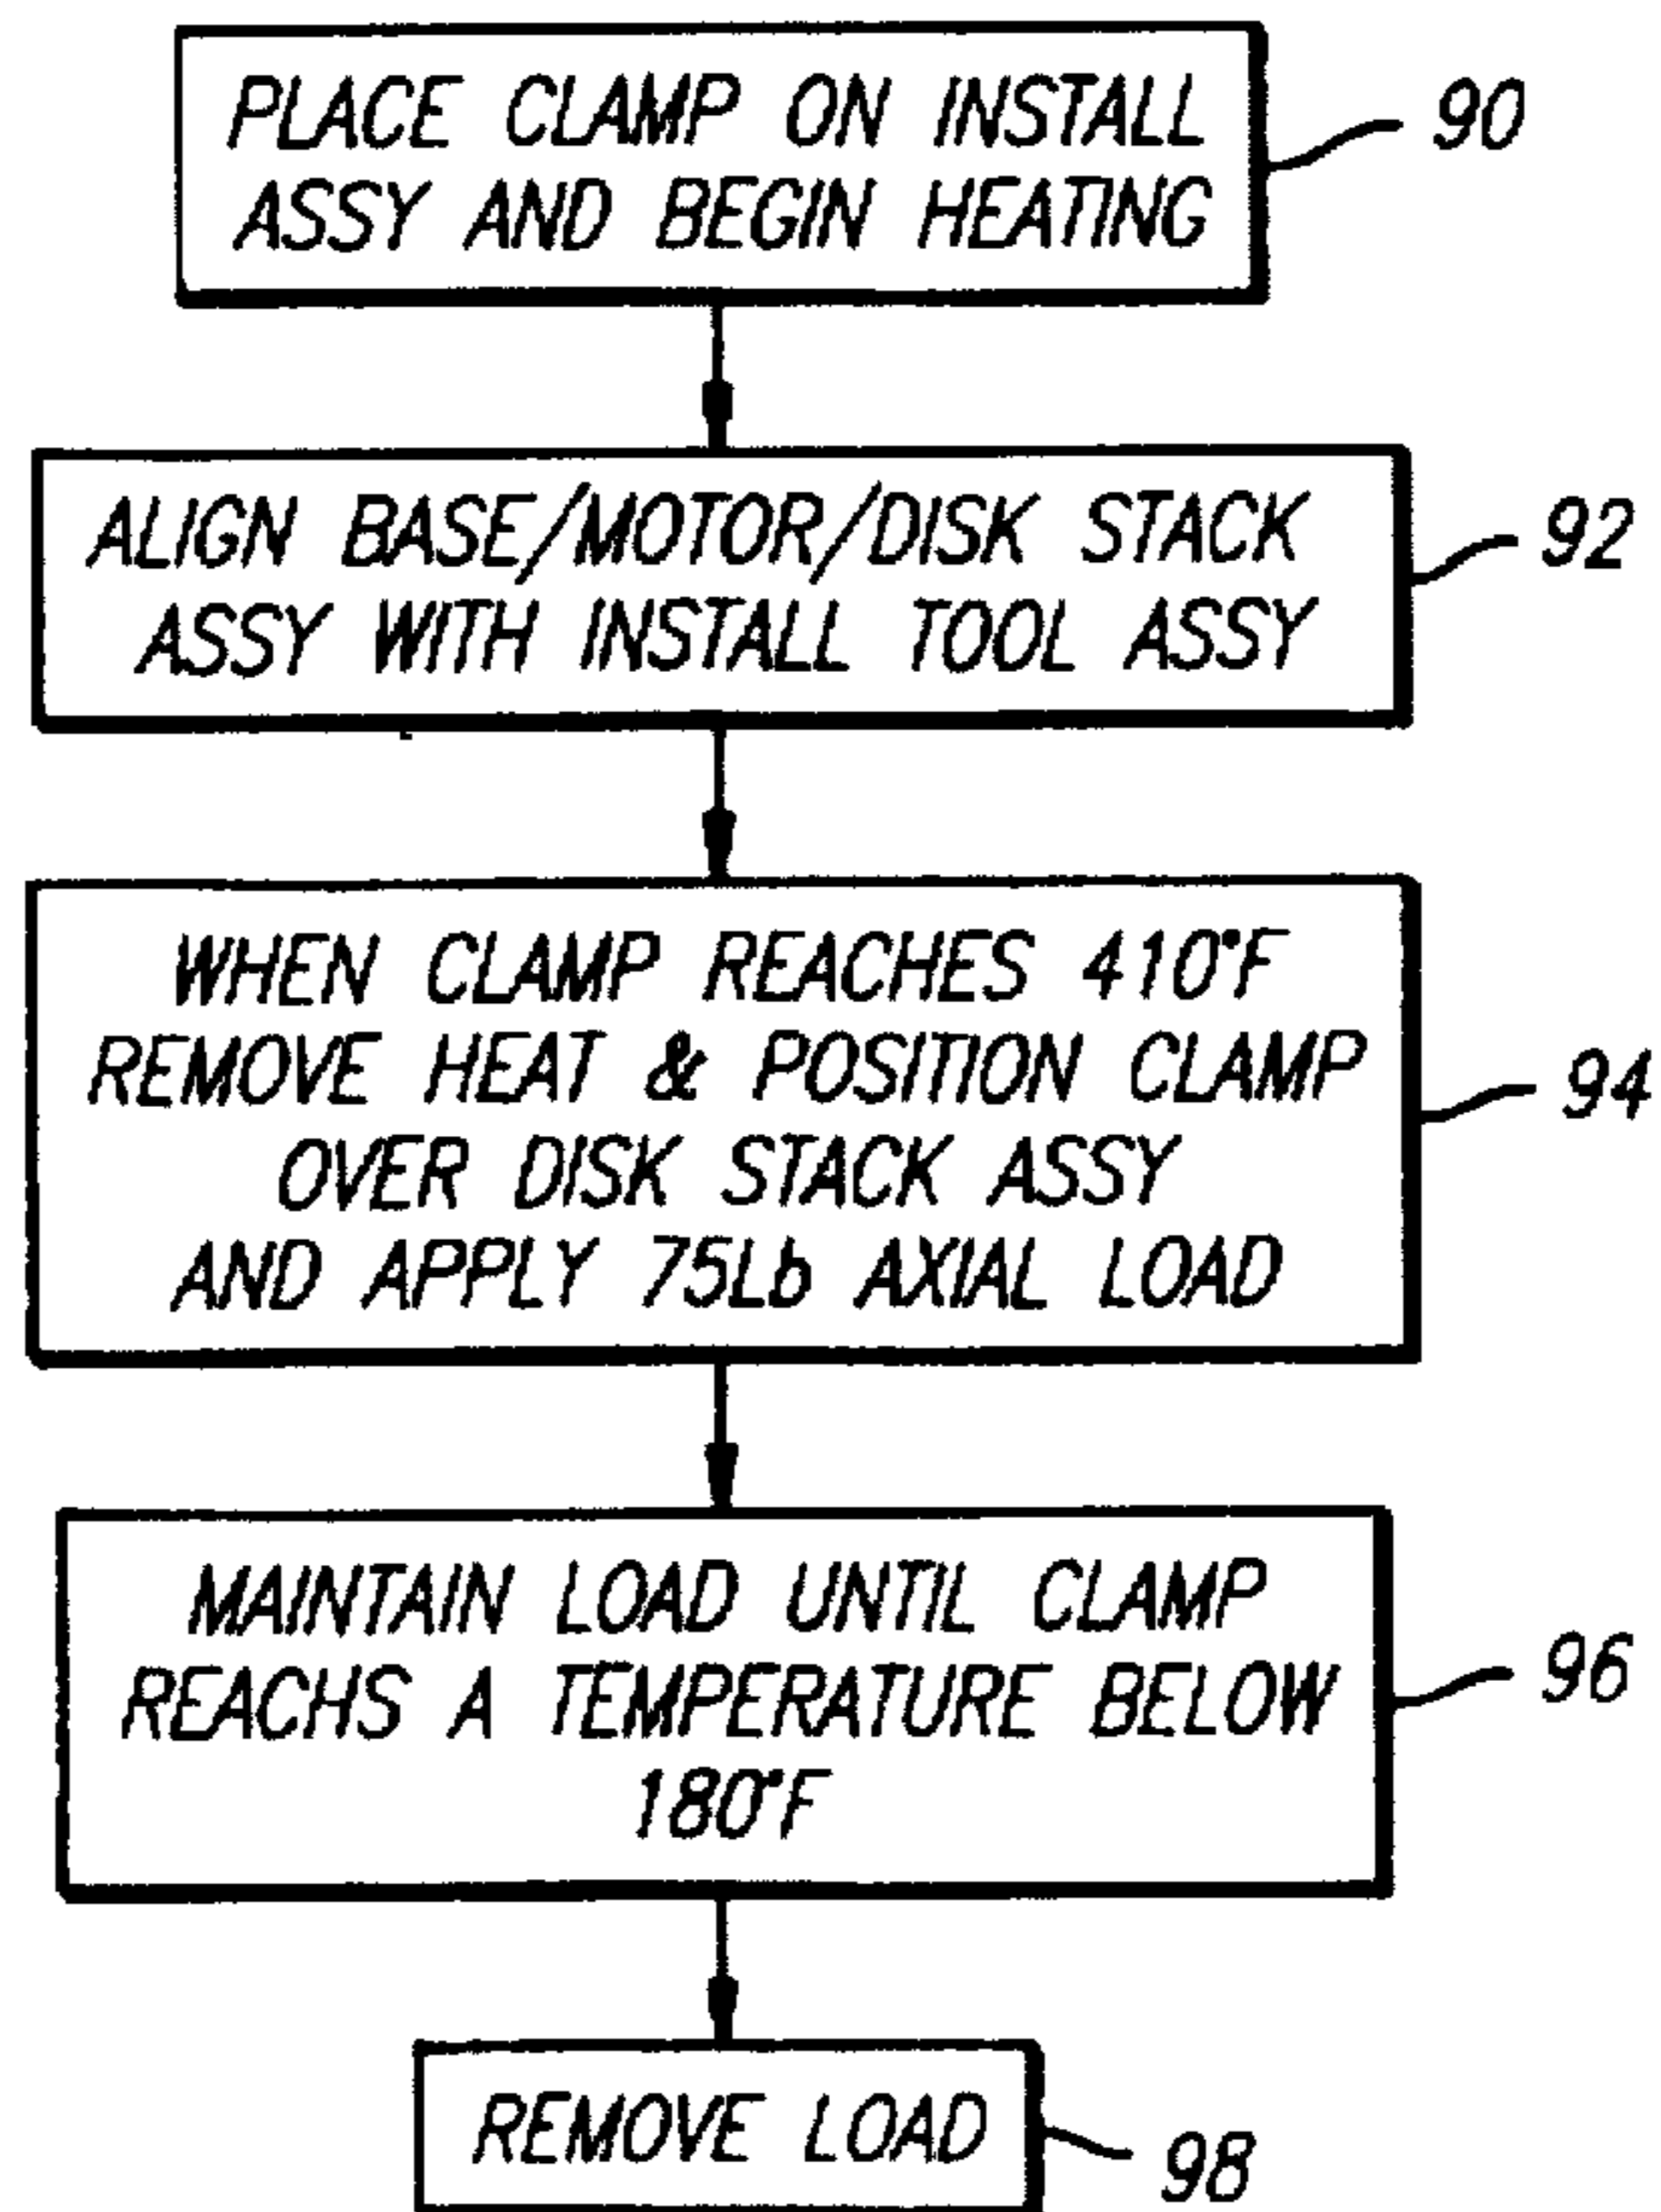 PLACE CLAMP ON INSTALL
ASSY AND BEGIN HEATING
90
ALIGN BASE/MOTOR/DISK STACK
ASSY WITH INSTALL TOOL ASSY
92
WHEN CLAMP REACHES 410°F
REMOVE HEAT & POSITION CLAMP
OVER DISK STACK ASSY
AND APPLY 75Lb AXIAL LOAD
94
MAINTAIN LOAD UNTIL CLAMP
REACHS A TEMPERATURE BELOW
180°F
96
REMOVE LOAD
98